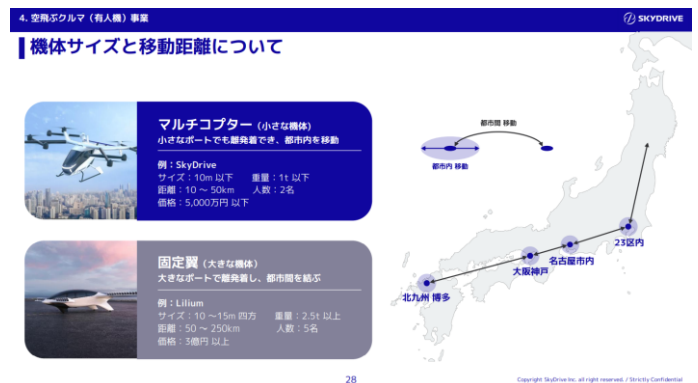 4. 空飛ぶクルマ（有人機）事業
SKYDRIVE
機体サイズと移動距離について
マルチコプター（小さな機体）
小さなポートでも離発着でき、都市内を移動
例：SkyDrive
サイズ：10m 以下 重量：1t 以下
距離：10 ～ 50km 人数：2名
価格：5,000万円 以下
固定翼（大きな機体）
大きなポートで離発着し、都市間を結ぶ
例：Lilium
サイズ：10 ～15m 四方 重量：2.5t 以上
距離：50 ～ 250km 人数：5名
価格：3億円 以上
都市間 移動
都市内 移動
23区内
名古屋市内
大阪神戸
北九州 博多
28
Copyright SkyDrive Inc. all right reserved. / Strictly Confidential